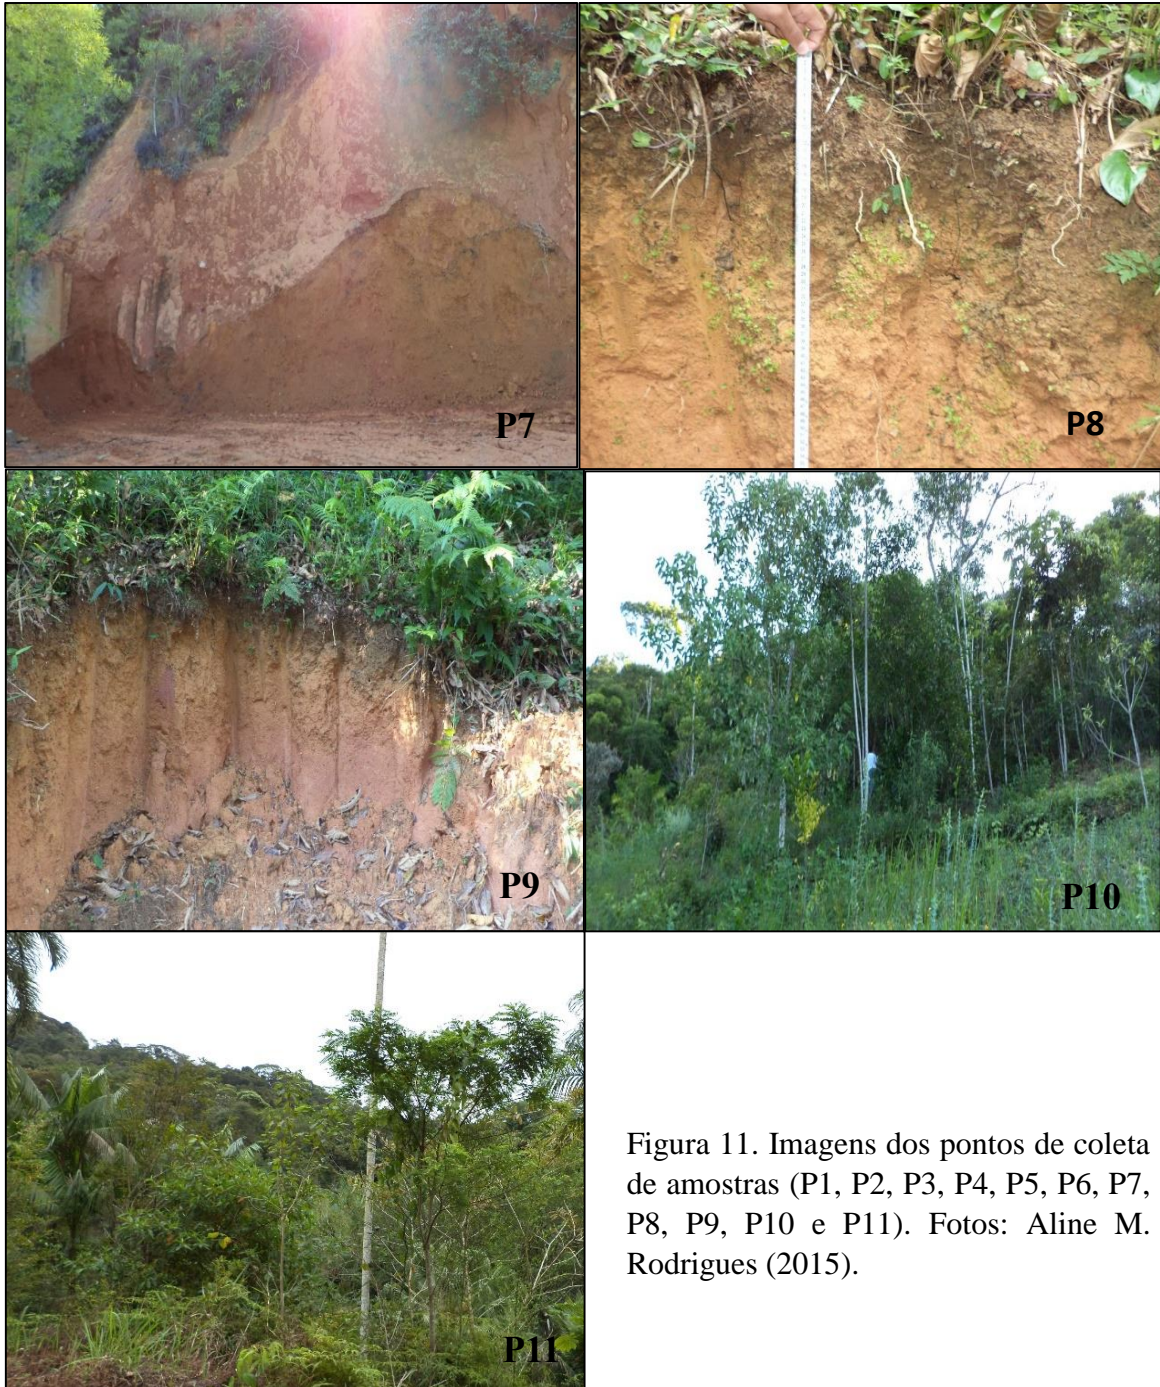 P7
P8
P9
P10
P11
Figura 11. Imagens dos pontos de coleta
de amostras (P1, P2, P3, P4, P5, P6, P7,
P8, P9, P10 e P11). Fotos: Aline M.
Rodrigues (2015).